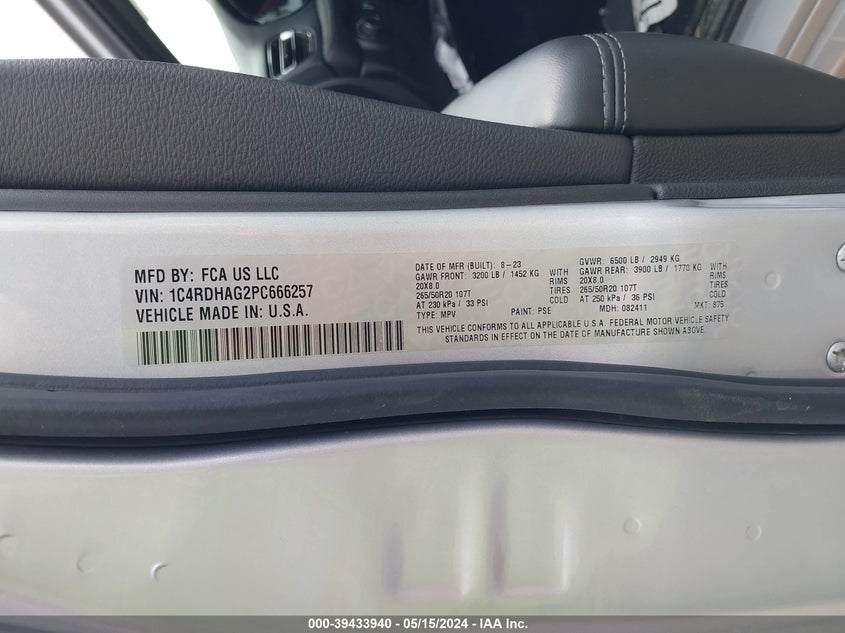 MFD BY: FCA US LLC
VIN: 1C4RDHAG2PC666257
VEHICLE MADE IN: U.S.A.
DATE OF MFR (BUILT): 8-23 GVWR: 6500 LB / 2949 KG
GAWR FRONT: 3200 LB / 1452 KG WITH GAWR REAR: 3900 LB / 1770 KG WITH
20X8.0 RIMS 20X8.0 RIMS
265/50R20 107T TIRES 265/50R20 107T TIRES
AT 230 kPa / 33 PSI COLD AT 250 kPa / 36 PSI COLD
TYPE: MPV PAINT: PSE MDH: 082411 MKT: 875
THIS VEHICLE CONFORMS TO ALL APPLICABLE U.S.A. FEDERAL MOTOR VEHICLE SAFETY
STANDARDS IN EFFECT ON THE DATE OF MANUFACTURE SHOWN ABOVE.
000-39433940 - 05/15/2024 - IAA Inc.